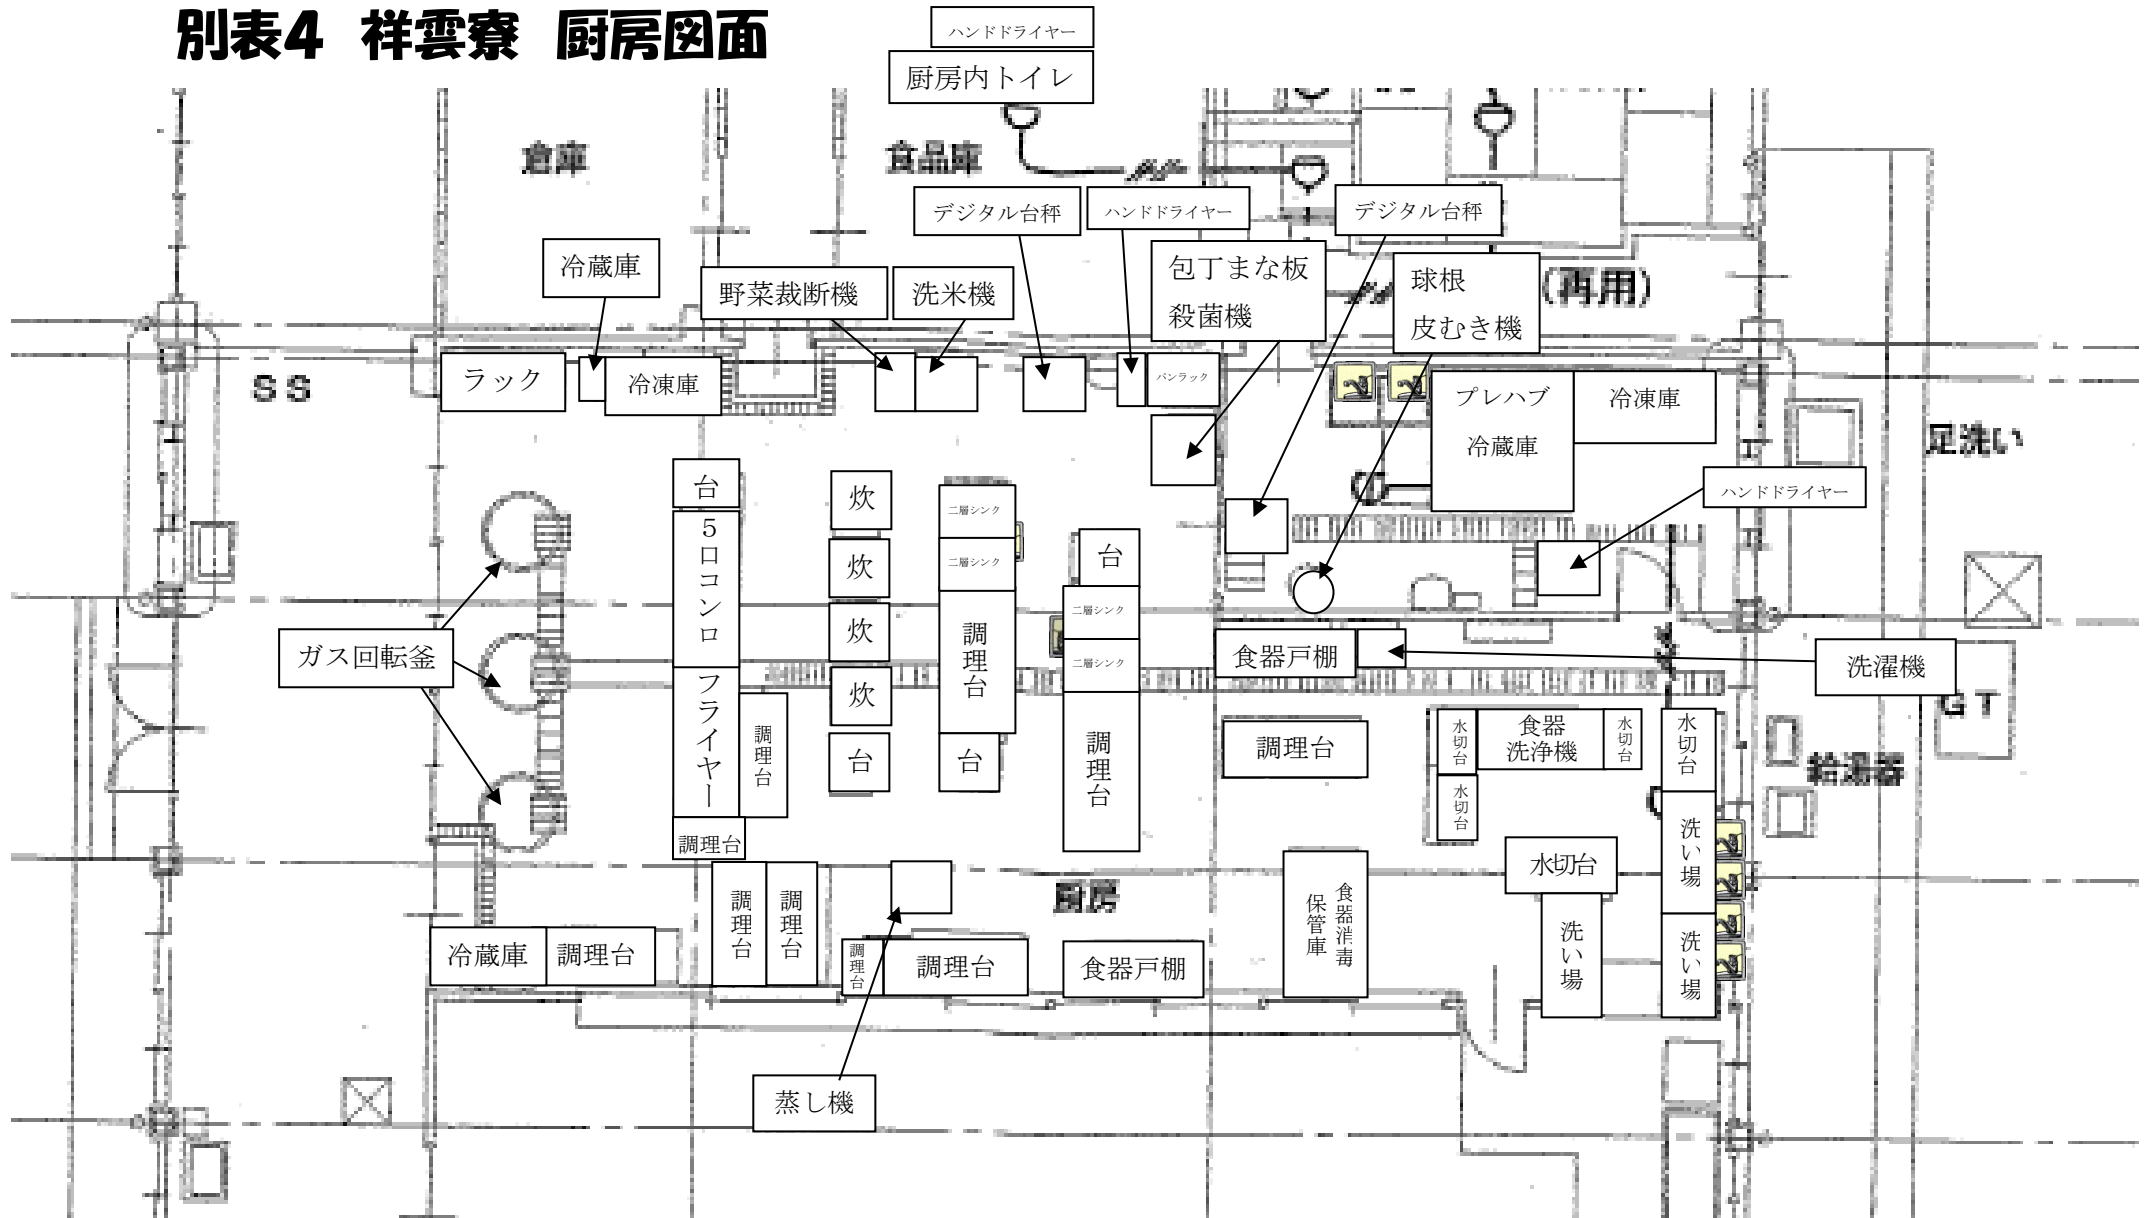 別表4 祥雲寮 厨房図面
ハンドドライヤー
厨房内トイレ
倉庫
食品庫
デジタル台秤
ハンドドライヤー
デジタル台秤
冷蔵庫
野菜裁断機
洗米機
包丁まな板
殺菌機
球根
皮むき機
(再用)
SS
ラック
冷凍庫
パンラック
プレハブ
冷蔵庫
冷凍庫
足洗い
ハンドドライヤー
台
5口コンロ
炊
炊
炊
炊
台
二層シンク
二層シンク
調理台
台
台
二層シンク
二層シンク
調理台
ガス回転釜
フライヤー
調理台
調理台
食器戸棚
洗濯機
GT
調理台
水切台
食器
洗浄機
水切台
水切台
水切台
給湯器
洗い場
洗い場
水切台
洗い場
厨房
食器消毒
保管庫
調理台
調理台
冷蔵庫
調理台
調理台
調理台
食器戸棚
蒸し機